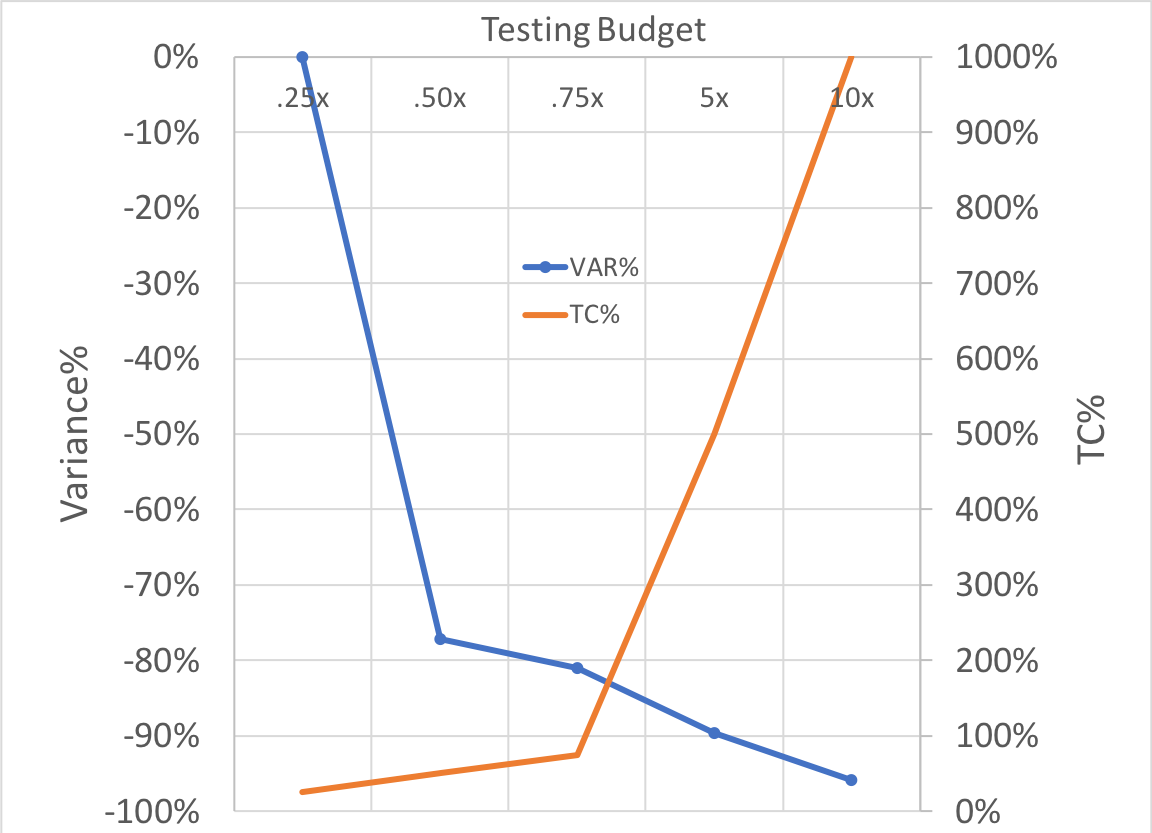 Testing Budget
0% 1000%
.25x .50x .75x 5x 10x
-10% 900%
-20% 800%
VAR%
-30% 700%
TC%
-40% 600%
Variance%
TC%
-50% 500%
-60% 400%
-70% 300%
-80% 200%
-90% 100%
-100% 0%